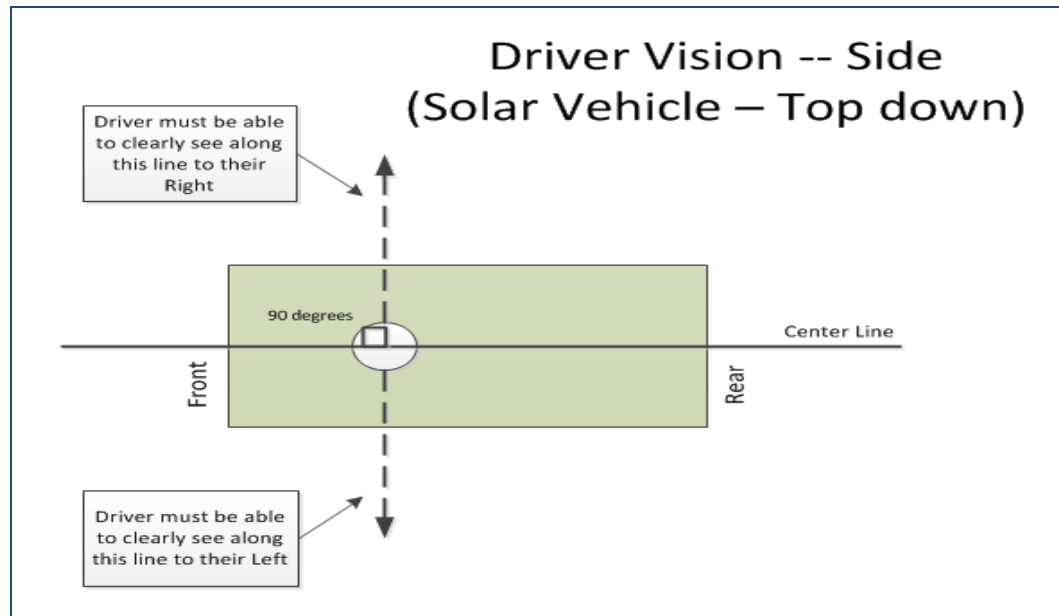 Driver Vision -- Side
(Solar Vehicle – Top down)
Driver must be able
to clearly see along
this line to their
Right
90 degrees
Center Line
Front
Rear
Driver must be able
to clearly see along
this line to their Left